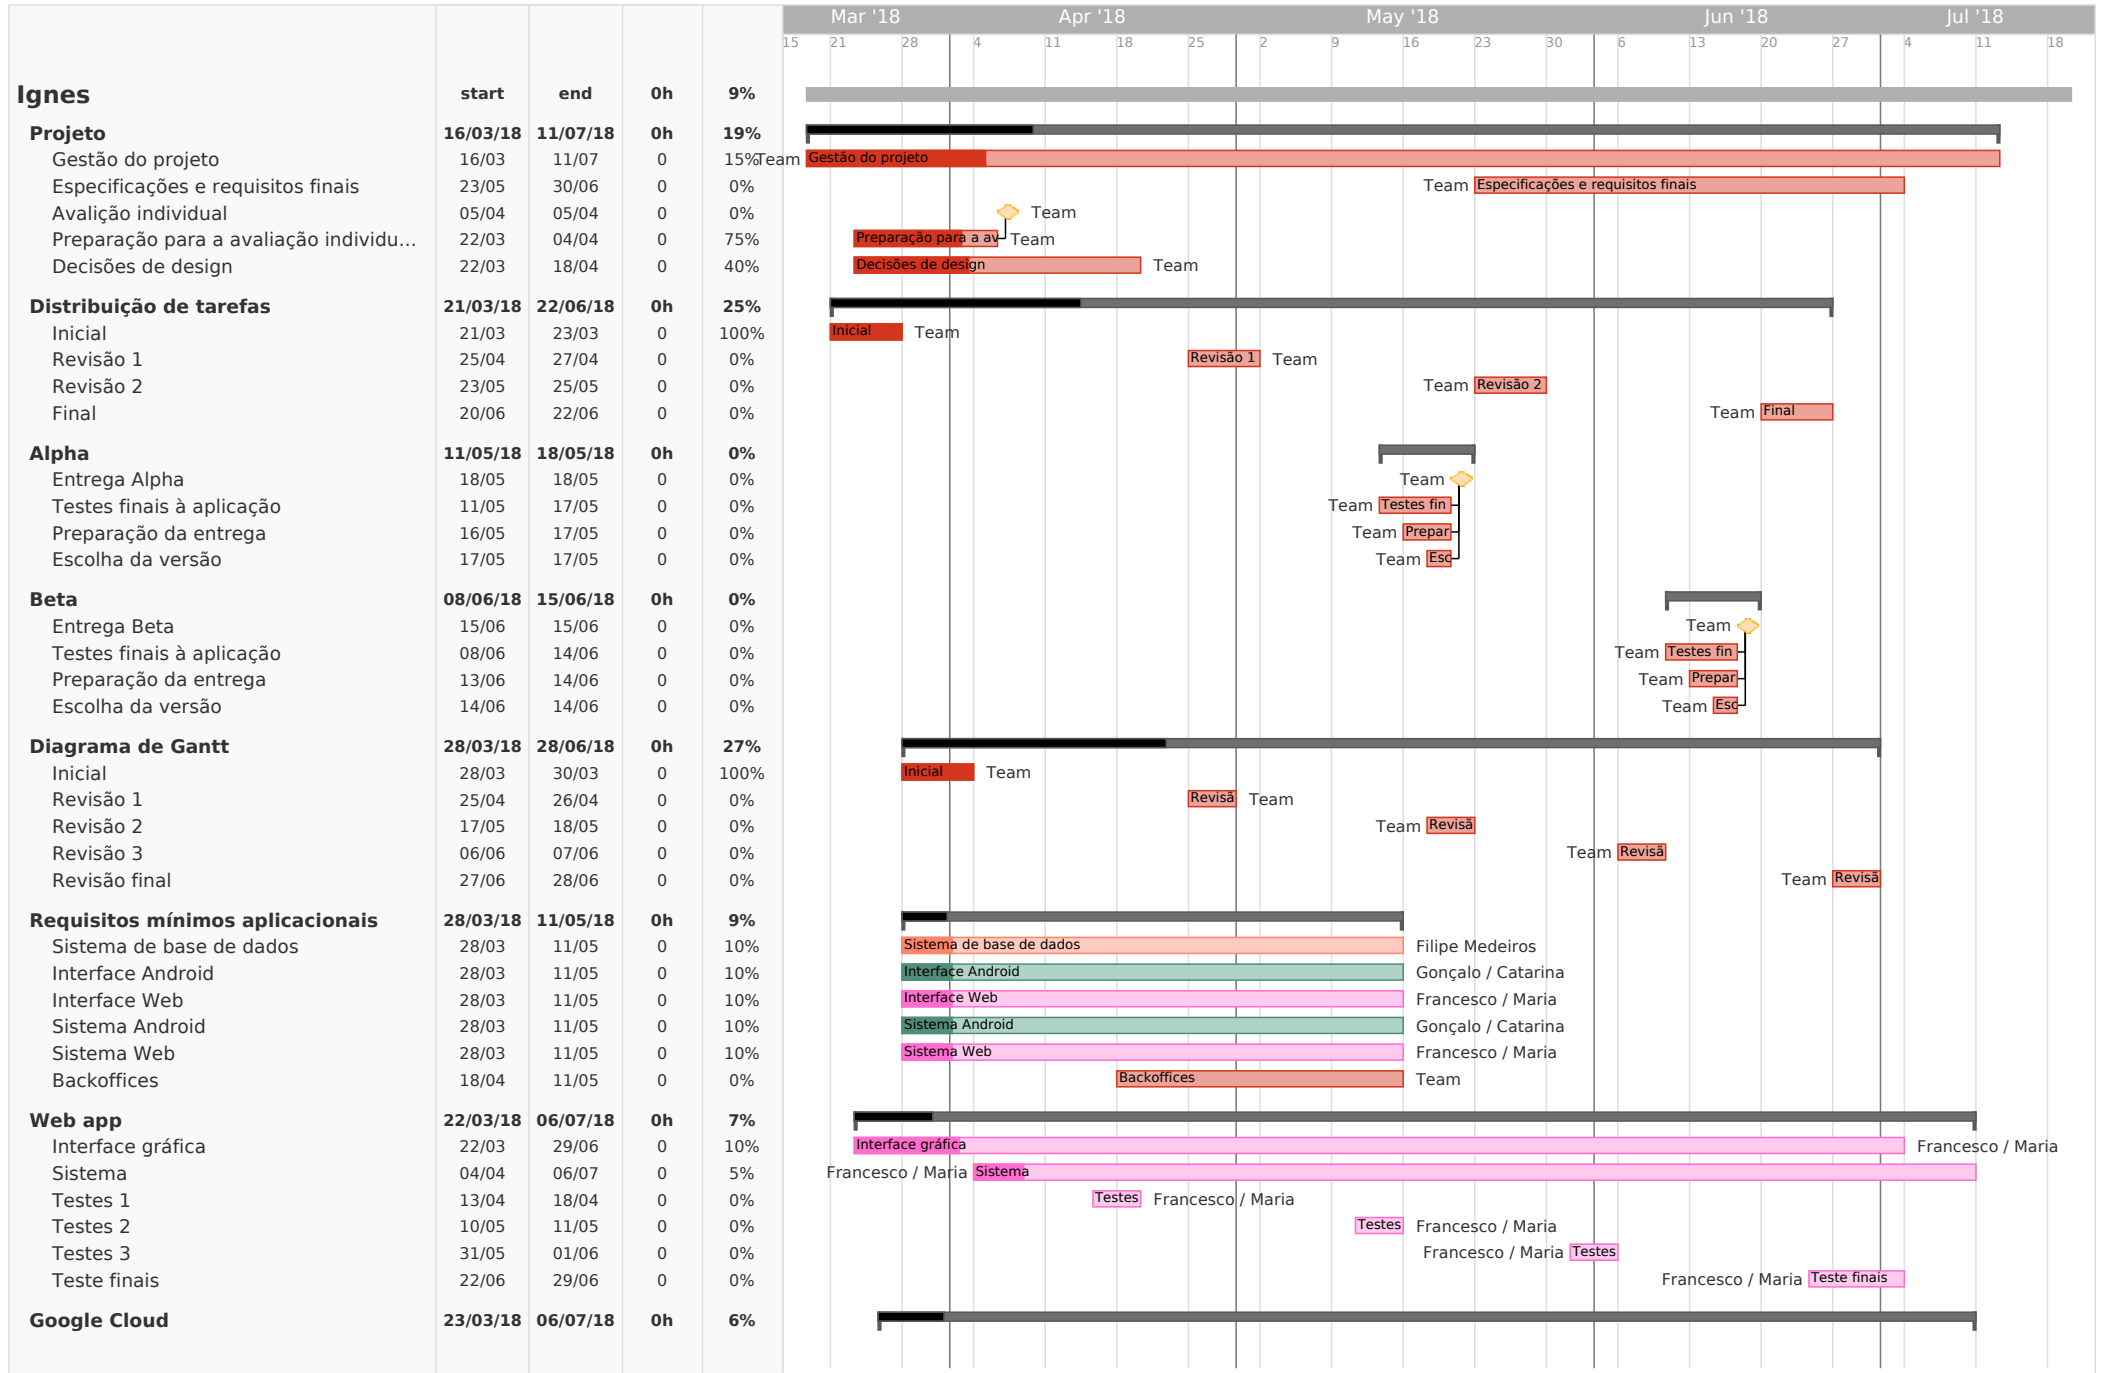 Mar '18 Apr '18 May '18 Jun '18 Jul '18
15 21 28 4 11 18 25 2 9 16 23 30 6 13 20 27 4 11 18
Ignes start end 0h 9%
Projeto 16/03/18 11/07/18 0h 19%
Gestão do projeto 16/03 11/07 0 15% Team Gestão do projeto
Especificações e requisitos finais 23/05 30/06 0 0% Team Especificações e requisitos finais
Avalição individual 05/04 05/04 0 0% Team
Preparação para a avaliação individu... 22/03 04/04 0 75% Preparação para a av Team
Decisões de design 22/03 18/04 0 40% Decisões de design Team
Distribuição de tarefas 21/03/18 22/06/18 0h 25%
Inicial 21/03 23/03 0 100% Inicial Team
Revisão 1 25/04 27/04 0 0% Revisão 1 Team
Revisão 2 23/05 25/05 0 0% Team Revisão 2
Final 20/06 22/06 0 0% Team Final
Alpha 11/05/18 18/05/18 0h 0%
Entrega Alpha 18/05 18/05 0 0% Team
Testes finais à aplicação 11/05 17/05 0 0% Team Testes fin
Preparação da entrega 16/05 17/05 0 0% Team Prepar
Escolha da versão 17/05 17/05 0 0% Team Esc
Beta 08/06/18 15/06/18 0h 0%
Entrega Beta 15/06 15/06 0 0% Team
Testes finais à aplicação 08/06 14/06 0 0% Team Testes fin
Preparação da entrega 13/06 14/06 0 0% Team Prepar
Escolha da versão 14/06 14/06 0 0% Team Esc
Diagrama de Gantt 28/03/18 28/06/18 0h 27%
Inicial 28/03 30/03 0 100% Inicial Team
Revisão 1 25/04 26/04 0 0% Revisã Team
Revisão 2 17/05 18/05 0 0% Team Revisã
Revisão 3 06/06 07/06 0 0% Team Revisã
Revisão final 27/06 28/06 0 0% Team Revisã
Requisitos mínimos aplicacionais 28/03/18 11/05/18 0h 9%
Sistema de base de dados 28/03 11/05 0 10% Sistema de base de dados Filipe Medeiros
Interface Android 28/03 11/05 0 10% Interface Android Gonçalo / Catarina
Interface Web 28/03 11/05 0 10% Interface Web Francesco / Maria
Sistema Android 28/03 11/05 0 10% Sistema Android Gonçalo / Catarina
Sistema Web 28/03 11/05 0 10% Sistema Web Francesco / Maria
Backoffices 18/04 11/05 0 0% Backoffices Team
Web app 22/03/18 06/07/18 0h 7%
Interface gráfica 22/03 29/06 0 10% Interface gráfica Francesco / Maria
Sistema 04/04 06/07 0 5% Francesco / Maria Sistema
Testes 1 13/04 18/04 0 0% Testes Francesco / Maria
Testes 2 10/05 11/05 0 0% Testes Francesco / Maria
Testes 3 31/05 01/06 0 0% Francesco / Maria Testes
Teste finais 22/06 29/06 0 0% Francesco / Maria Teste finais
Google Cloud 23/03/18 06/07/18 0h 6%